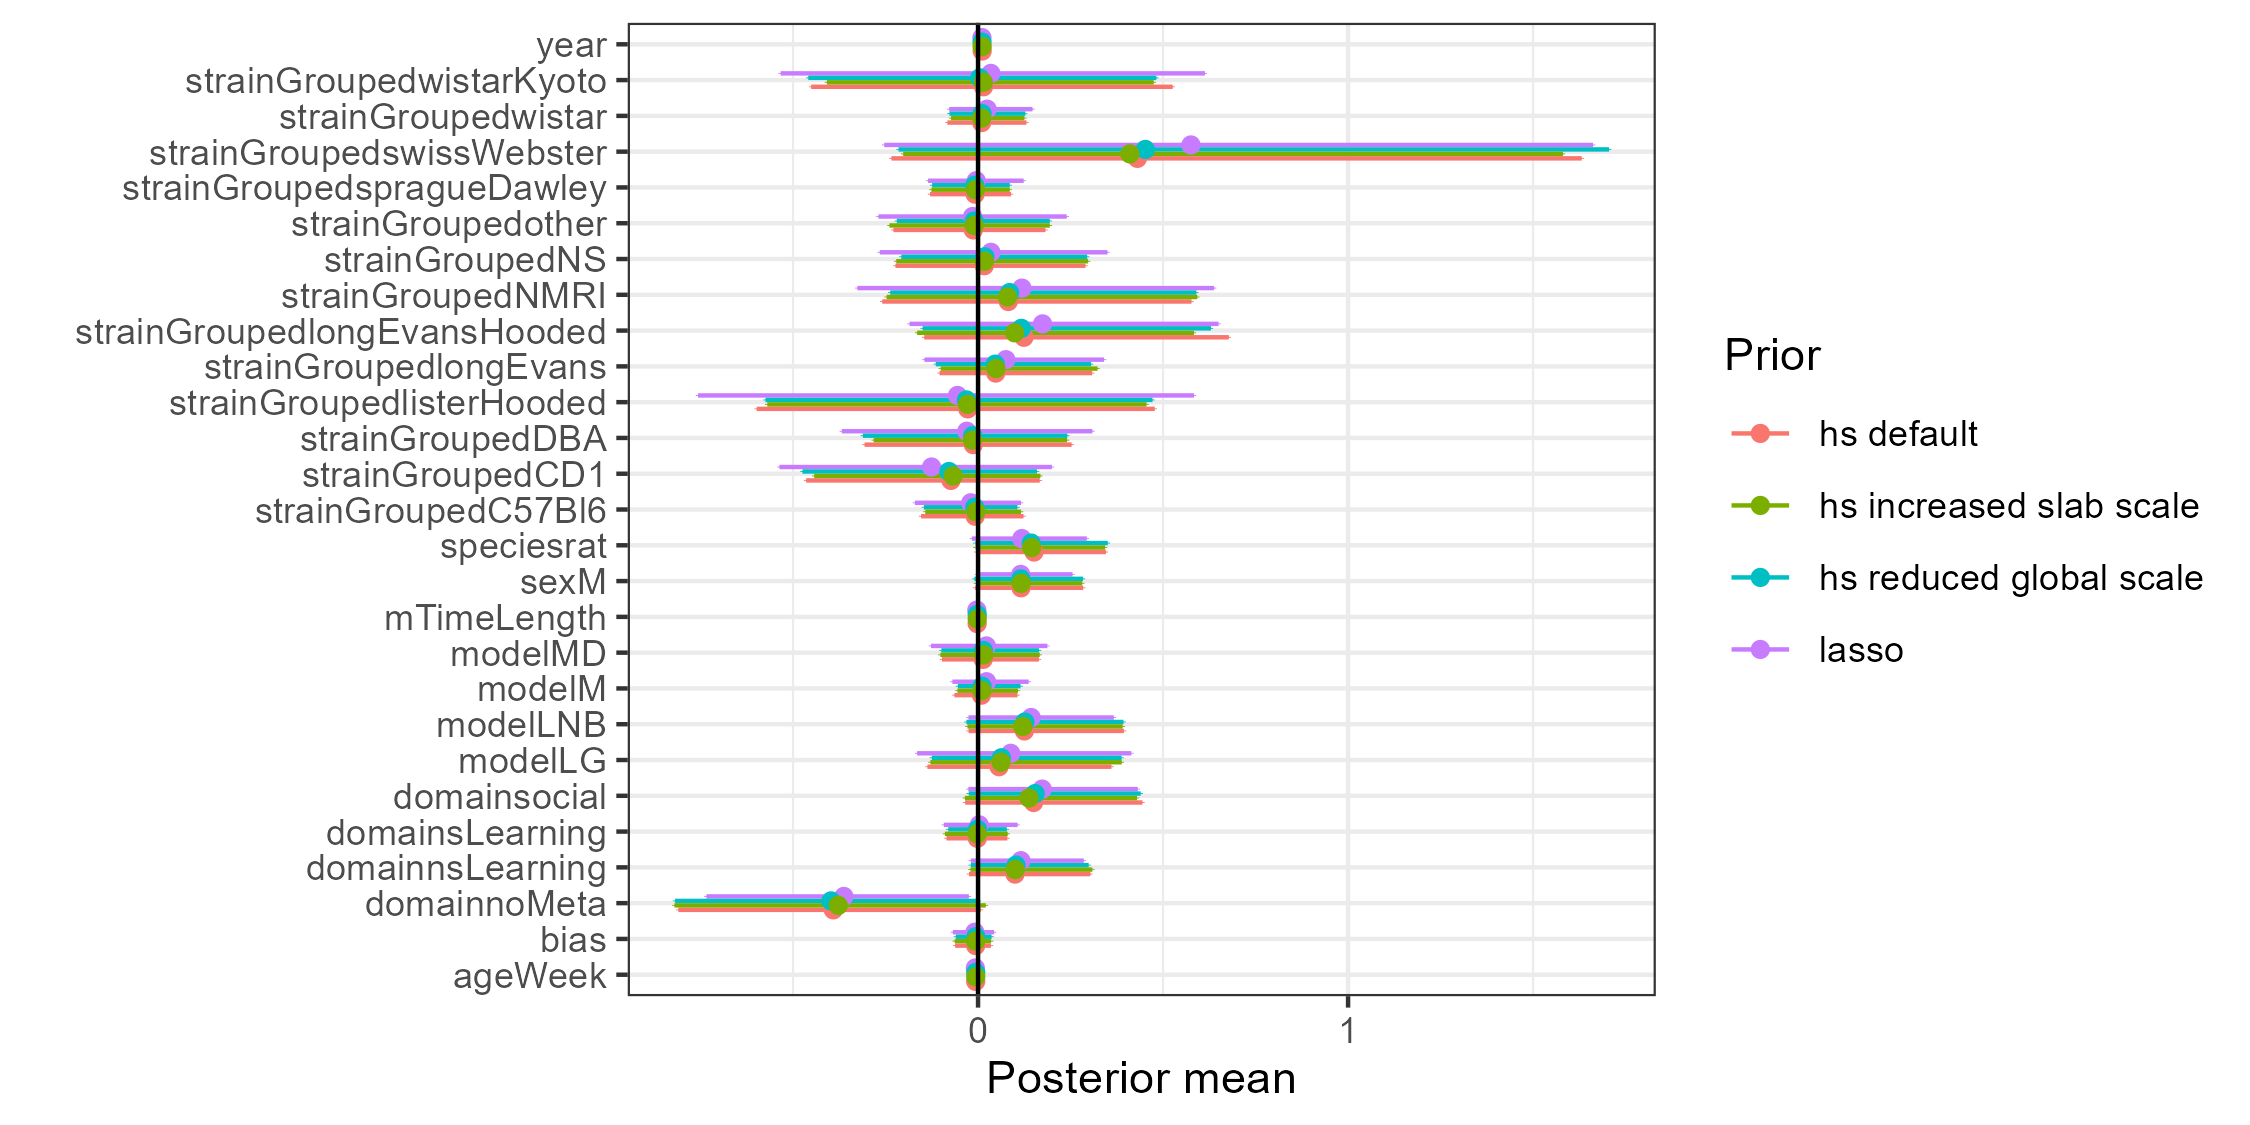 year
strainGroupedwistarKyoto
strainGroupedwistar
strainGroupedswissWebster
strainGroupedspragueDawley
strainGroupedother
strainGroupedNS
strainGroupedNMRI
strainGroupedlongEvansHooded
strainGroupedlongEvans
strainGroupedlisterHooded
strainGroupedDBA
strainGroupedCD1
strainGroupedC57Bl6
speciesrat
sexM
mTimeLength
modelMD
modelM
modelLNB
modelLG
domainsocial
domainsLearning
domainnsLearning
domainnoMeta
bias
ageWeek
0 1
Posterior mean
Prior
hs default
hs increased slab scale
hs reduced global scale
lasso